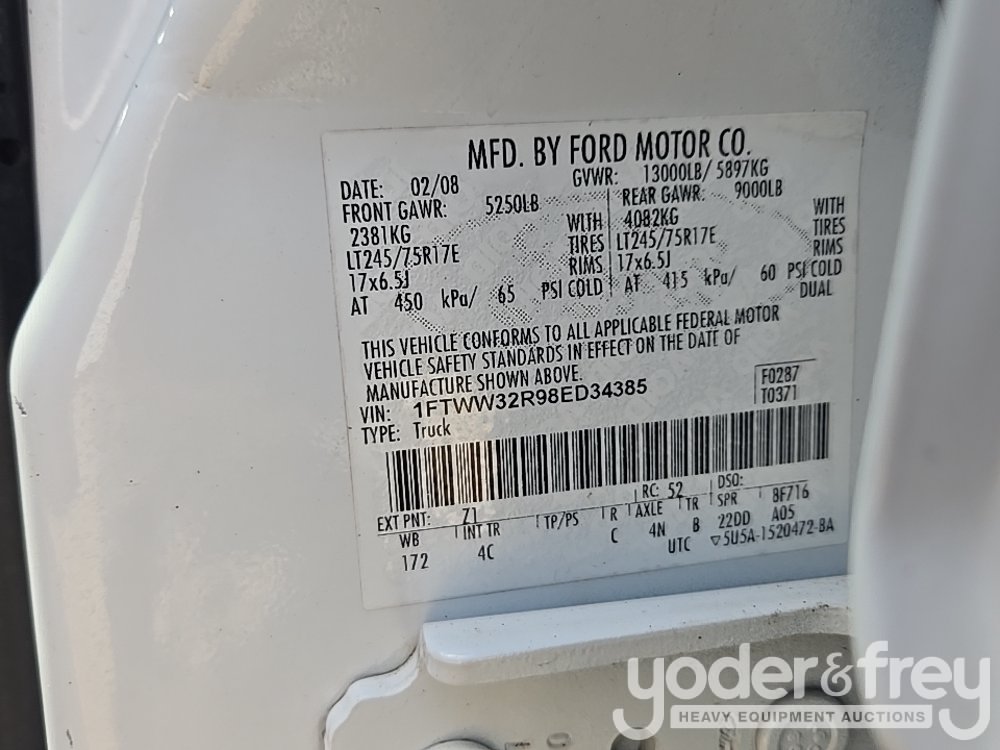 MFD. BY FORD MOTOR CO.
DATE: 02/08 GVWR: 13000LB/ 5897KG
FRONT GAWR: 5250LB REAR GAWR: 9000LB
2381KG WITH 4082KG WITH
LT245/75R17E TIRES LT245/75R17E TIRES
17x6.5J RIMS 17x6.5J RIMS
AT 450 kPa/ 65 PSI COLD AT 415 kPa/ 60 PSI COLD
DUAL
THIS VEHICLE CONFORMS TO ALL APPLICABLE FEDERAL MOTOR
VEHICLE SAFETY STANDARDS IN EFFECT ON THE DATE OF
MANUFACTURE SHOWN ABOVE.
VIN: 1FTWW32R98ED34385 F0287
TYPE: Truck T0371
EXT PNT: Z1 RC: 52 DSO:
WB INT TR TP/PS R AXLE TR SPR 8F716
172 4C C 4N B 22DD A05
UTC ▽5U5A-1520472-BA
yoder&frey
HEAVY EQUIPMENT AUCTIONS